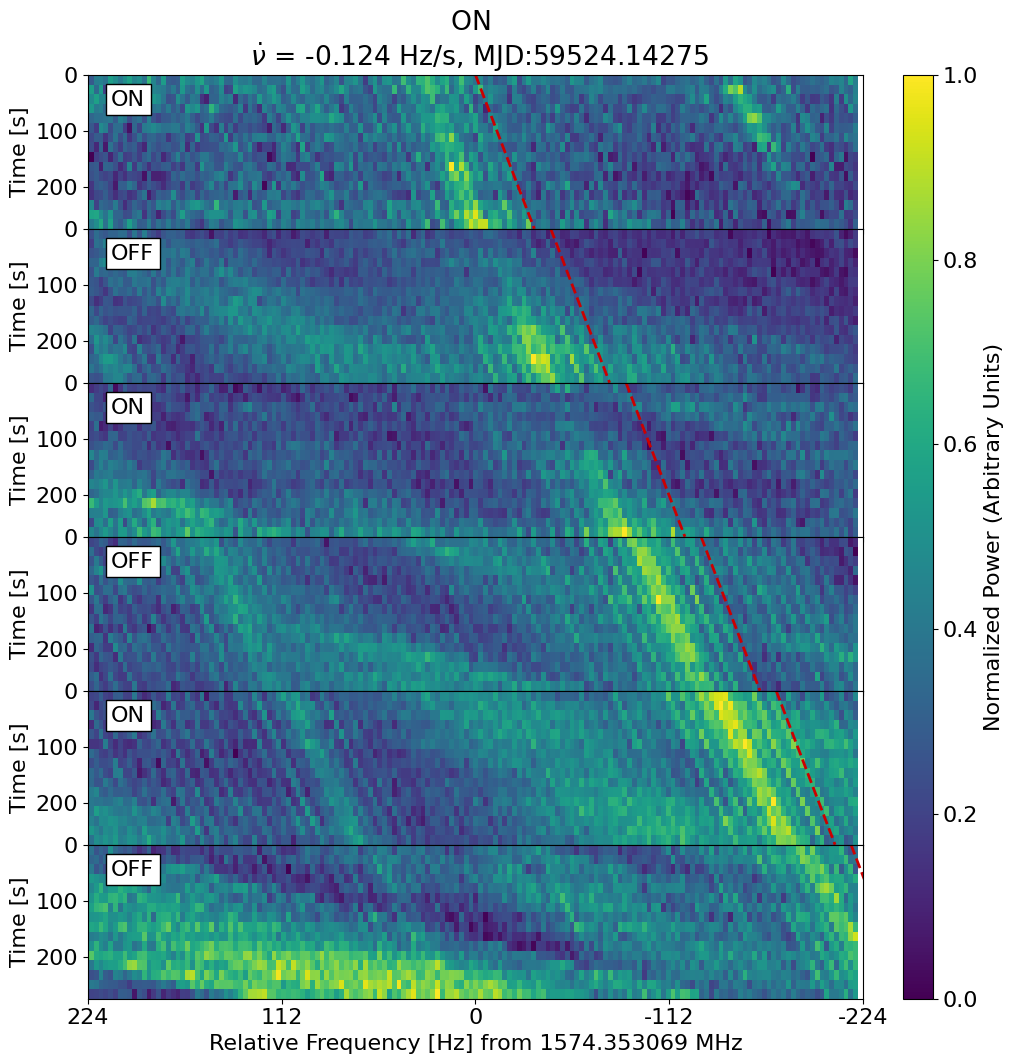 ON
ν̇ = -0.124 Hz/s, MJD:59524.14275
0
ON
100
200
Time [s]
0
OFF
100
200
Time [s]
0
ON
100
200
Time [s]
0
OFF
100
200
Time [s]
0
ON
100
200
Time [s]
0
OFF
100
200
Time [s]
224 112 0 -112 -224
Relative Frequency [Hz] from 1574.353069 MHz
1.0
0.8
0.6
0.4
0.2
0.0
Normalized Power (Arbitrary Units)